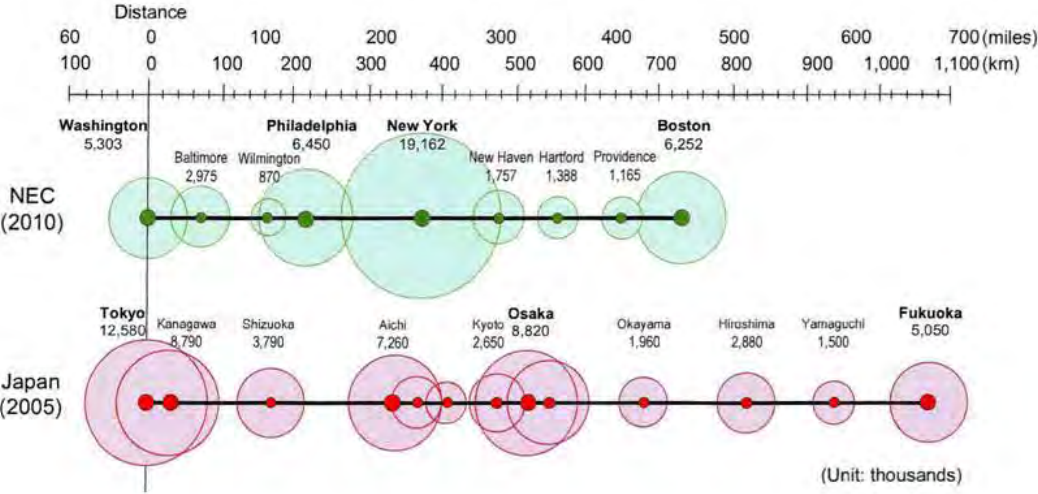 Distance
60 0 100 200 300 400 500 600 700 (miles)
100 0 100 200 300 400 500 600 700 800 900 1,000 1,100 (km)
Washington Philadelphia New York Boston
5,303 6,450 19,162 6,252
Baltimore Wilmington New Haven Hartford Providence
2,975 870 1,757 1,388 1,165
NEC
(2010)
Tokyo Osaka Fukuoka
12,580 8,820 5,050
Kanagawa Shizuoka Aichi Kyoto Okayama Hiroshima Yamaguchi
8,790 3,790 7,260 2,650 1,960 2,880 1,500
Japan
(2005)
(Unit: thousands)